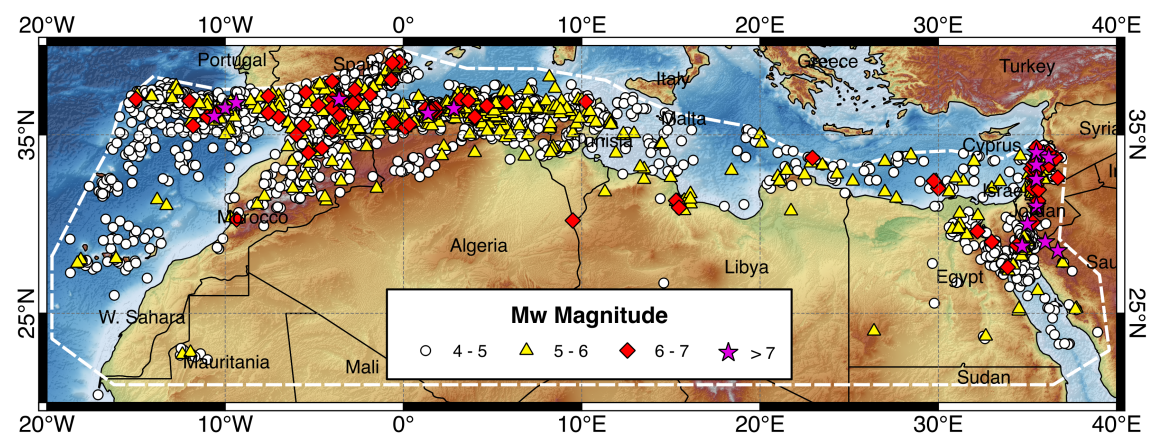 20°W 10°W 0° 10°E 20°E 30°E 40°E
Portugal Spain Italy Greece Turkey
35°N Malta Tunisia Cyprus Syria 35°N
Israel
Morocco Jordan
Algeria Libya Egypt Sau
25°N W. Sahara 25°N
Mw Magnitude
4 - 5 5 - 6 6 - 7 > 7
Mauritania Mali Sudan
20°W 10°W 0° 10°E 20°E 30°E 40°E